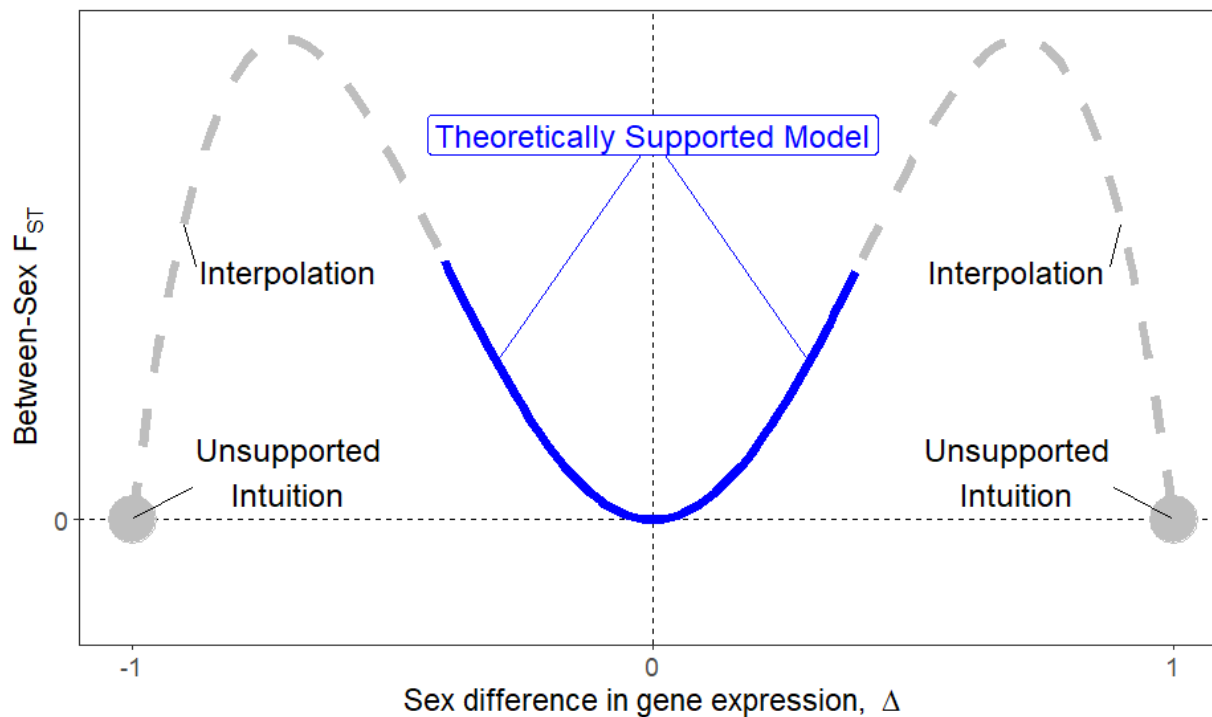 Theoretically Supported Model
Between-Sex F_ST
Interpolation
Interpolation
Unsupported
Intuition
Unsupported
Intuition
0
-1
0
1
Sex difference in gene expression, Δ